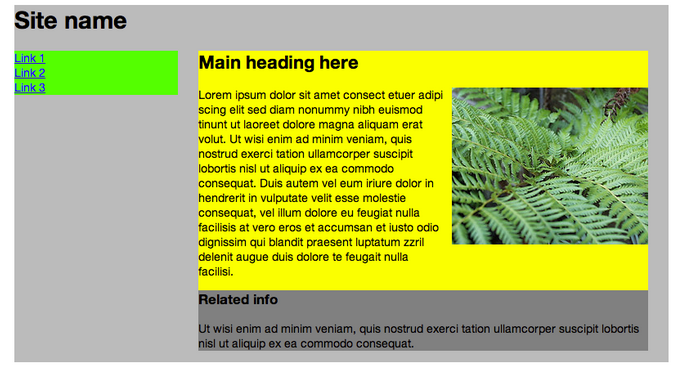 Site name
Link 1
Link 2
Link 3
Main heading here
Lorem ipsum dolor sit amet consect etuer adipi
scing elit sed diam nonummy nibh euismod
tinunt ut laoreet dolore magna aliquam erat
volut. Ut wisi enim ad minim veniam, quis
nostrud exerci tation ullamcorper suscipit
lobortis nisl ut aliquip ex ea commodo
consequat. Duis autem vel eum iriure dolor in
hendrerit in vulputate velit esse molestie
consequat, vel illum dolore eu feugiat nulla
facilisis at vero eros et accumsan et iusto odio
dignissim qui blandit praesent luptatum zzril
delenit augue duis dolore te feugait nulla
facilisi.
Related info
Ut wisi enim ad minim veniam, quis nostrud exerci tation ullamcorper suscipit lobortis
nisl ut aliquip ex ea commodo consequat.